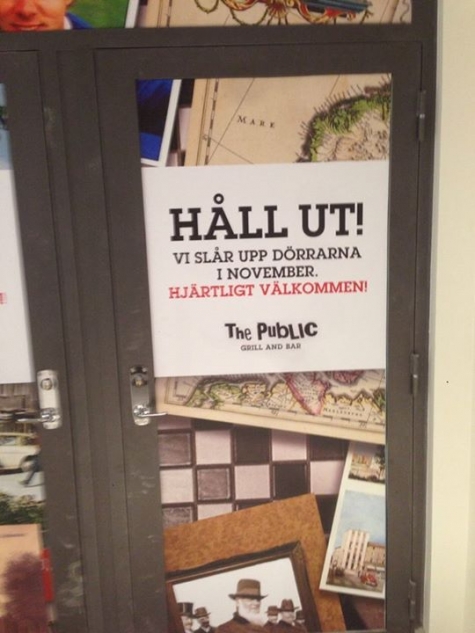 MARE
HÅLL UT!
VI SLÅR UPP DÖRRARNA
I NOVEMBER.
HJÄRTLIGT VÄLKOMMEN!
The PubLIC
GRILL AND BAR